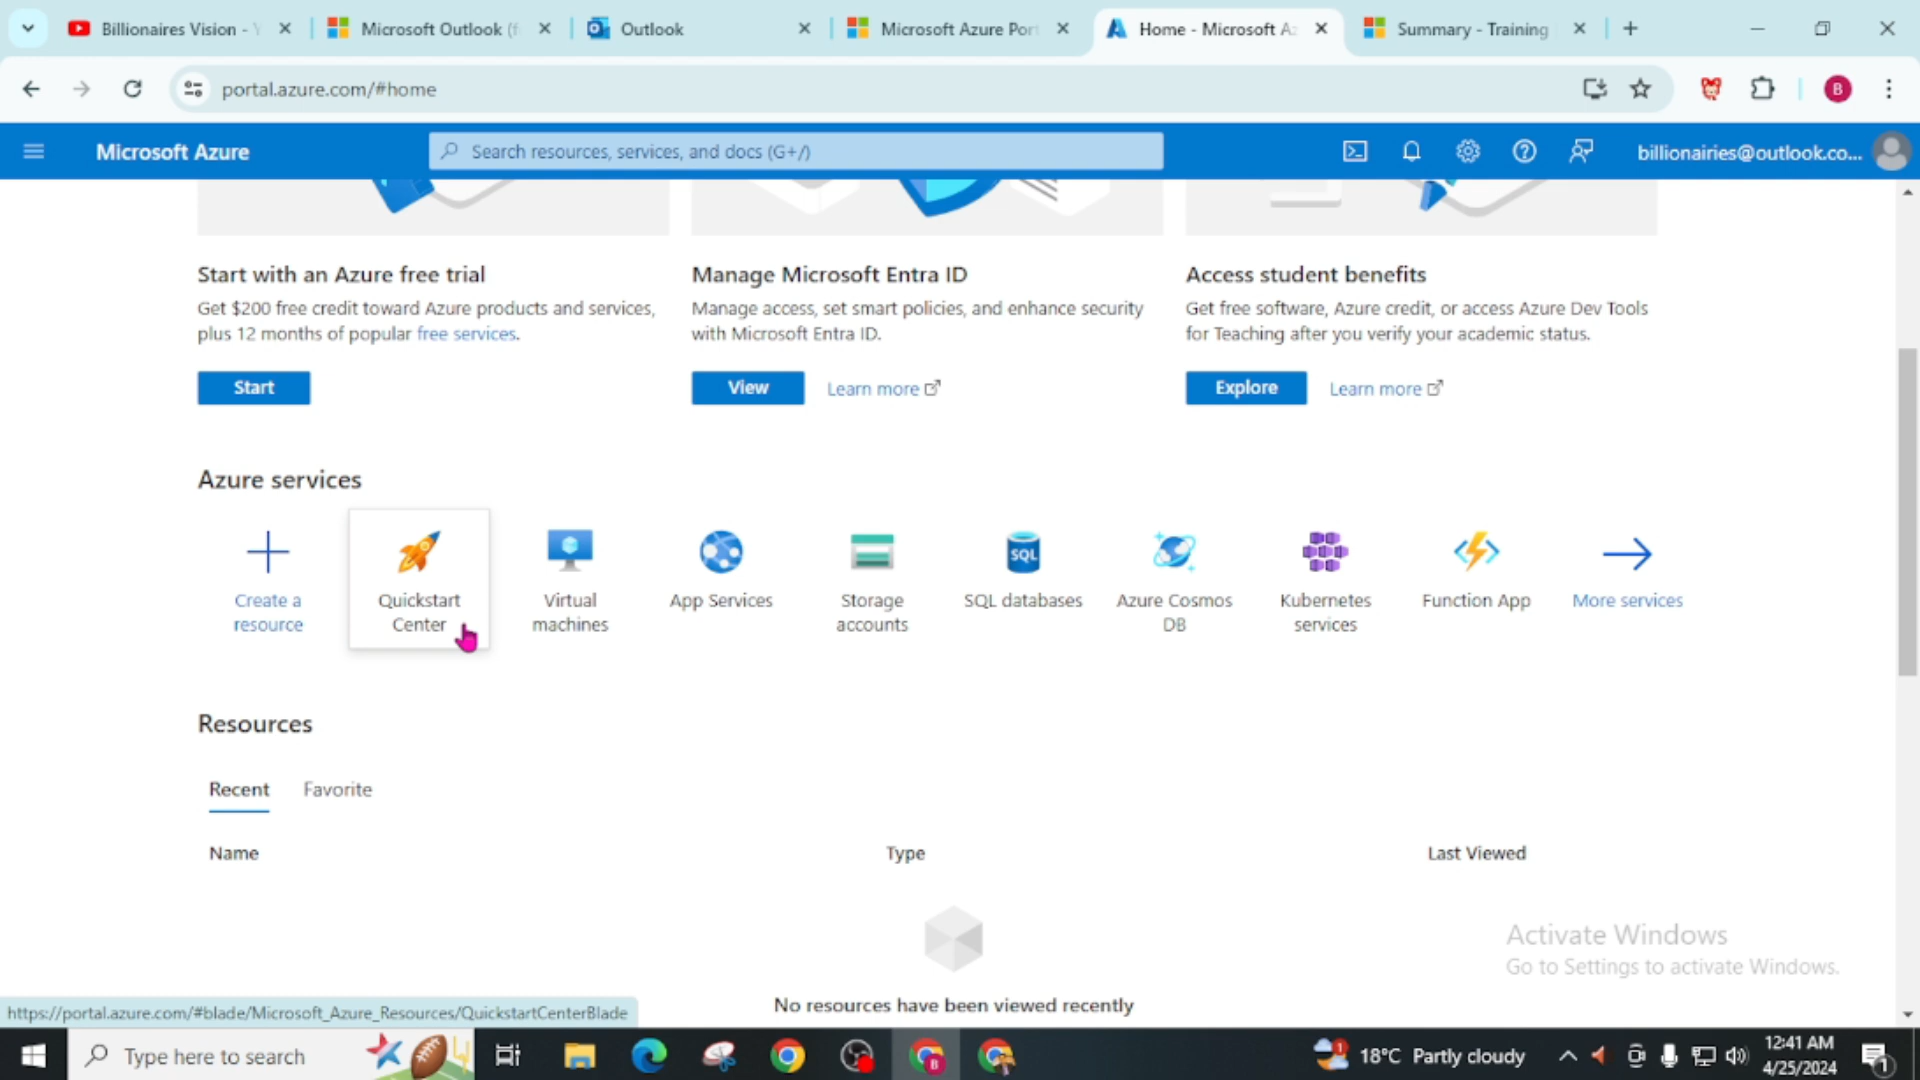 Billionaires Vision - Y
Microsoft Outlook (f
Outlook
Microsoft Azure Por
Home - Microsoft Az
Summary - Training
portal.azure.com/#home
B
Microsoft Azure
Search resources, services, and docs (G+/)
billionairies@outlook.co...
Start with an Azure free trial
Get $200 free credit toward Azure products and services,
plus 12 months of popular free services.
Start
Manage Microsoft Entra ID
Manage access, set smart policies, and enhance security
with Microsoft Entra ID.
View
Learn more
Access student benefits
Get free software, Azure credit, or access Azure Dev Tools
for Teaching after you verify your academic status.
Explore
Learn more
Azure services
Create a
resource
Quickstart
Center
Virtual
machines
App Services
Storage
accounts
SQL
SQL databases
Azure Cosmos
DB
Kubernetes
services
Function App
More services
Resources
Recent
Favorite
Name
Type
Last Viewed
No resources have been viewed recently
Activate Windows
Go to Settings to activate Windows.
https://portal.azure.com/#blade/Microsoft_Azure_Resources/QuickstartCenterBlade
Type here to search
B
1
18°C Partly cloudy
12:41 AM
4/25/2024
1